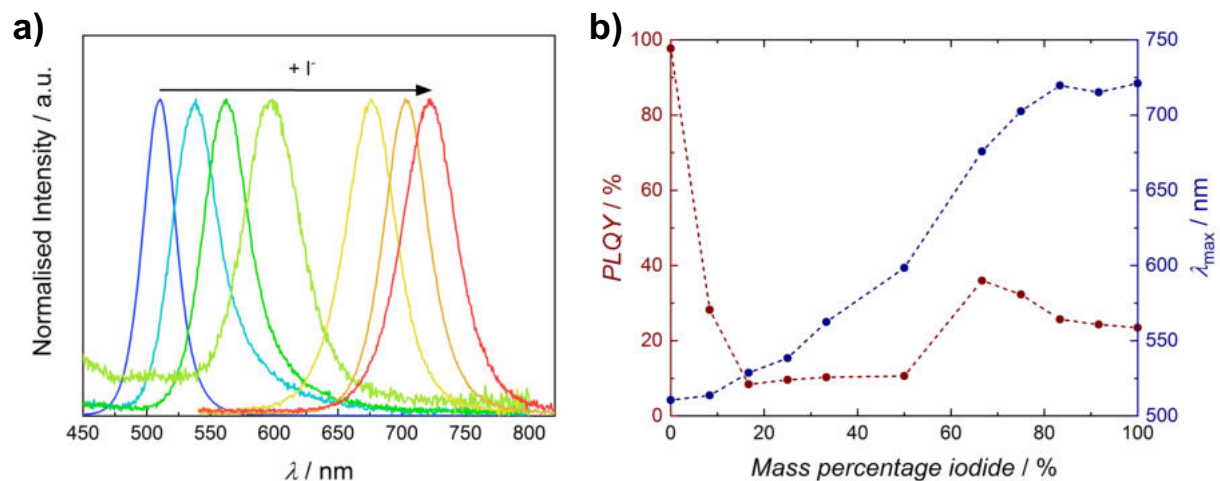 a)
Normalised Intensity / a.u.
+ I⁻
450 500 550 600 650 700 750 800
λ / nm
b)
PLQY / %
100
80
60
40
20
0
0 20 40 60 80 100
Mass percentage iodide / %
750
700
650
600
550
500
λmax / nm